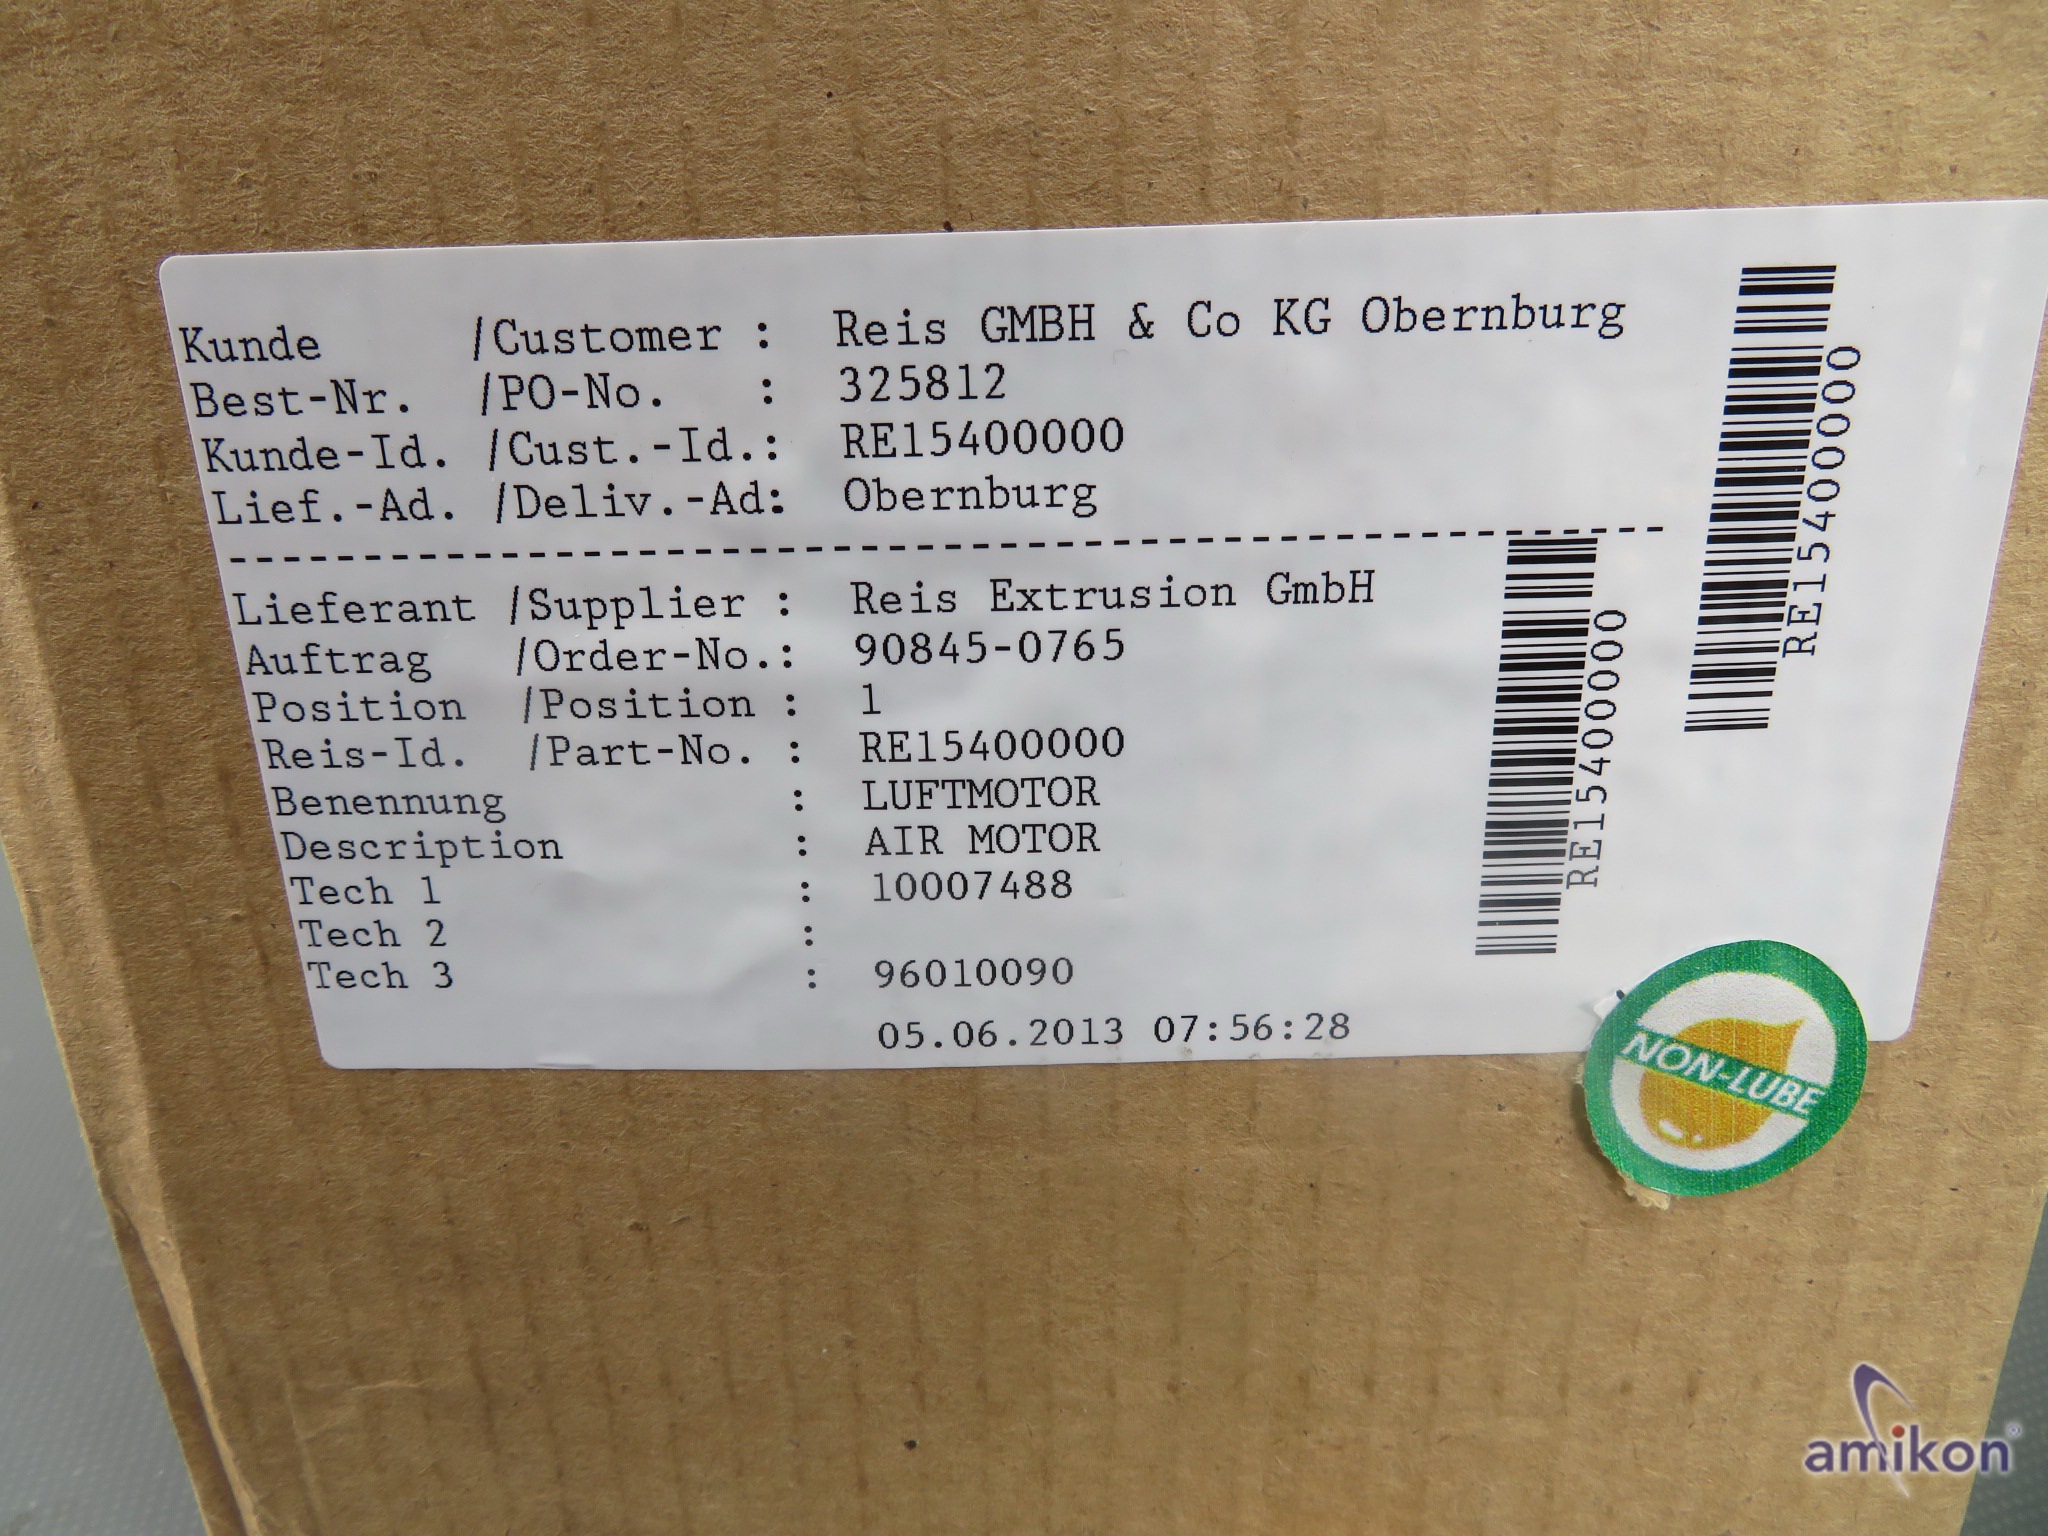 Kunde /Customer : Reis GMBH & Co KG Obernburg
Best-Nr. /PO-No. : 325812
Kunde-Id. /Cust.-Id.: RE15400000
Lief.-Ad. /Deliv.-Ad: Obernburg
Lieferant /Supplier : Reis Extrusion GmbH
Auftrag /Order-No.: 90845-0765
Position /Position : 1
Reis-Id. /Part-No. : RE15400000
Benennung : LUFTMOTOR
Description : AIR MOTOR
Tech 1 : 10007488
Tech 2 :
Tech 3 : 96010090
05.06.2013 07:56:28
RE15400000
RE15400000
NON-LUBE
amikon®